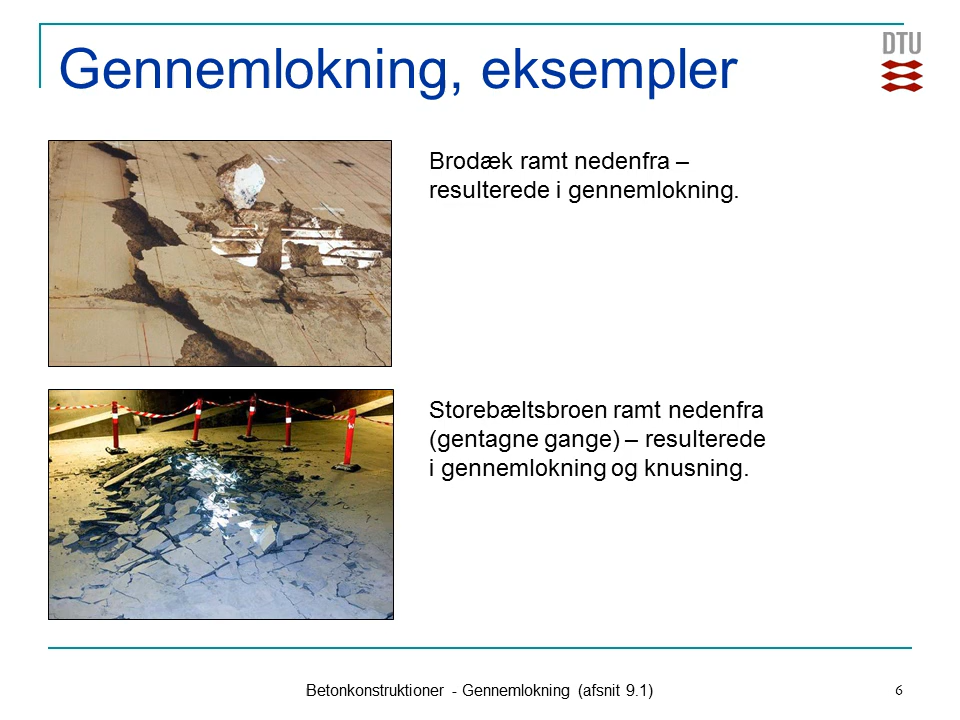 Gennemlokning, eksempler
DTU
Brodæk ramt nedenfra –
resulterede i gennemlokning.
Storebæltsbroen ramt nedenfra
(gentagne gange) – resulterede
i gennemlokning og knusning.
Betonkonstruktioner - Gennemlokning (afsnit 9.1)
6